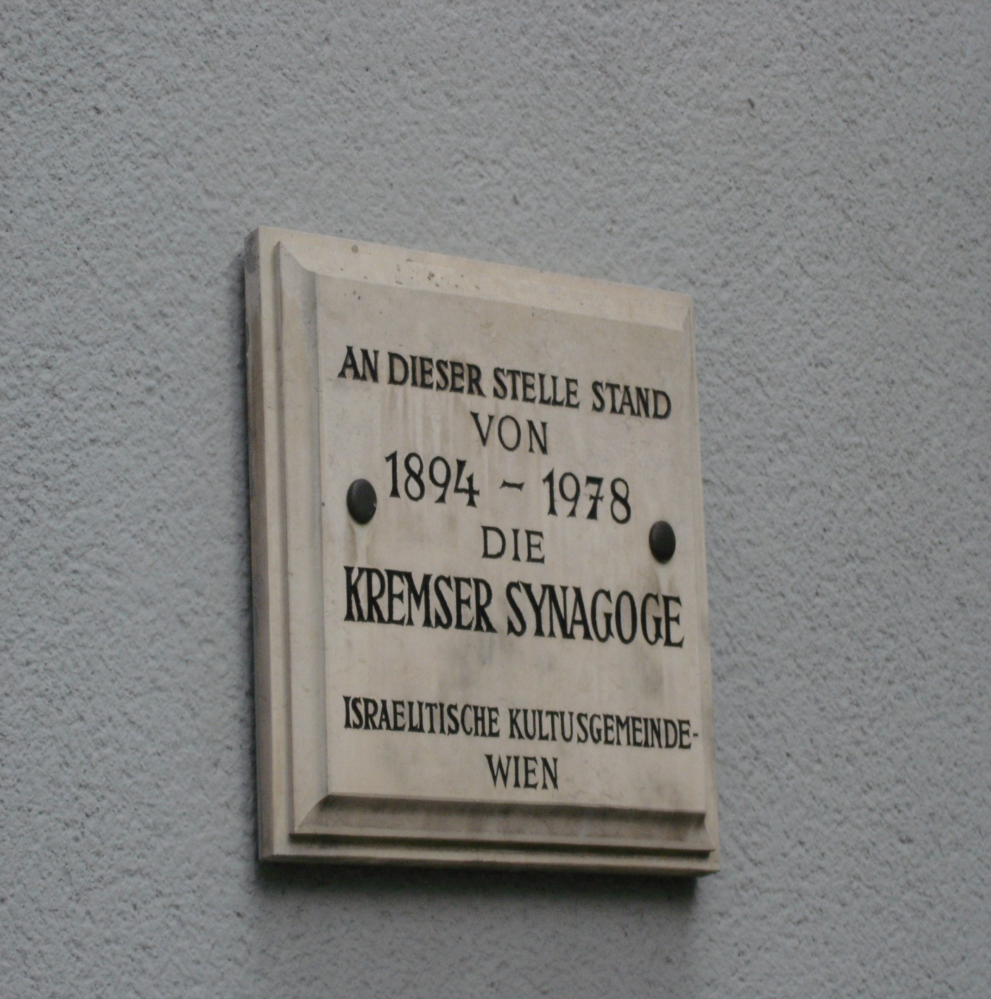 AN DIESER STELLE STAND
VON
1894 - 1978
DIE
KREMSER SYNAGOGE
ISRAELITISCHE KULTUSGEMEINDE-
WIEN